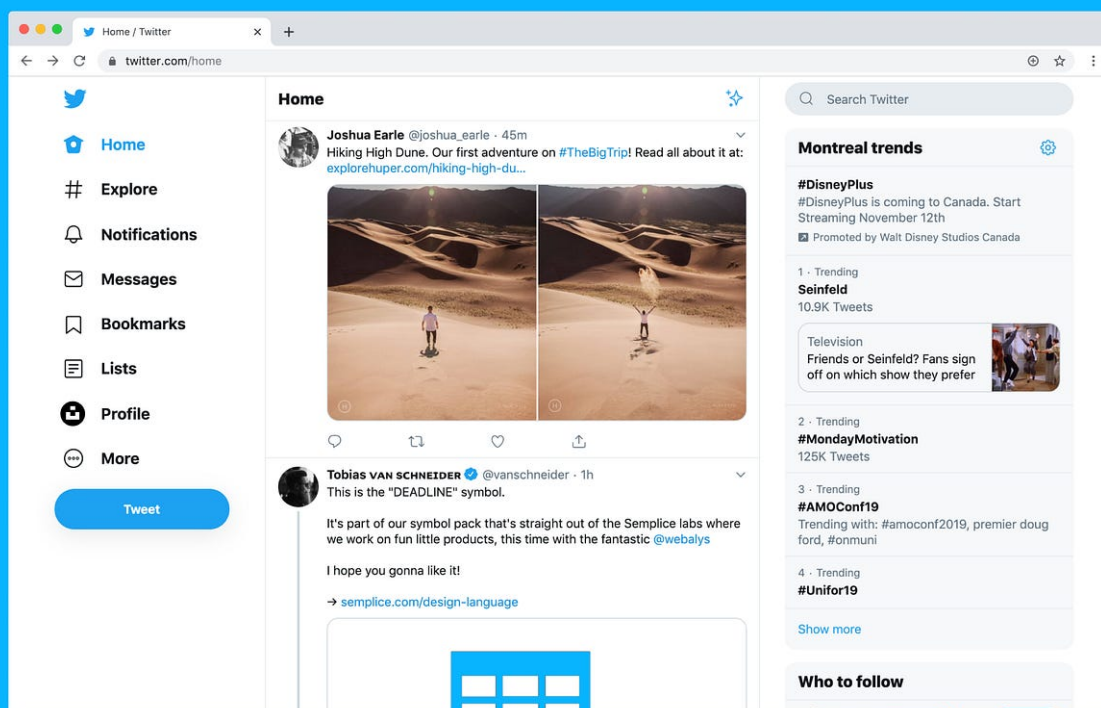 Home / Twitter
twitter.com/home
Home
Explore
Notifications
Messages
Bookmarks
Lists
Profile
More
Tweet
Home
Joshua Earle @joshua_earle · 45m
Hiking High Dune. Our first adventure on #TheBigTrip! Read all about it at:
explorehuper.com/hiking-high-du...
Tobias VAN SCHNEIDER @vanschneider · 1h
This is the "DEADLINE" symbol.
It's part of our symbol pack that's straight out of the Semplice labs where
we work on fun little products, this time with the fantastic @webalys
I hope you gonna like it!
→ semplice.com/design-language
Search Twitter
Montreal trends
#DisneyPlus
#DisneyPlus is coming to Canada. Start
Streaming November 12th
Promoted by Walt Disney Studios Canada
1 · Trending
Seinfeld
10.9K Tweets
Television
Friends or Seinfeld? Fans sign
off on which show they prefer
2 · Trending
#MondayMotivation
125K Tweets
3 · Trending
#AMOConf19
Trending with: #amoconf2019, premier doug
ford, #onmuni
4 · Trending
#Unifor19
Show more
Who to follow